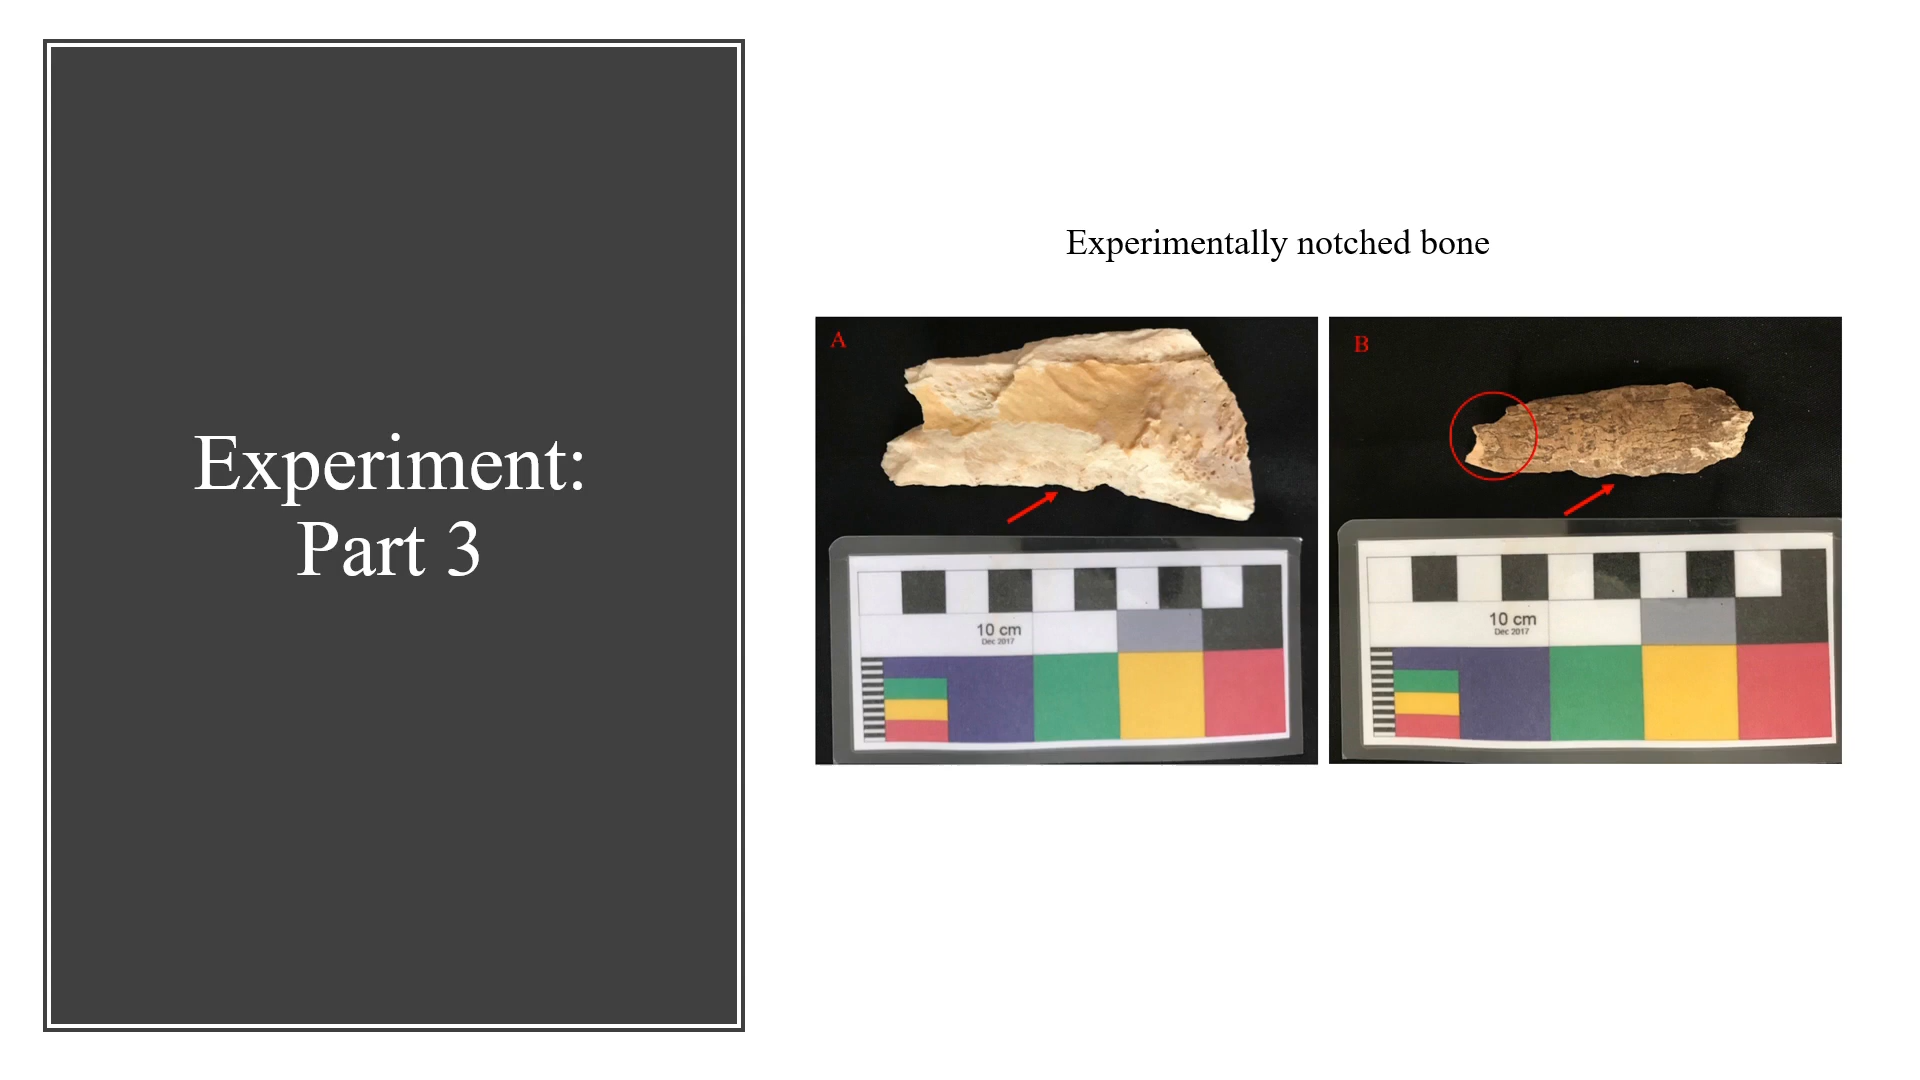 Experiment:
Part 3
Experimentally notched bone
A
B
10 cm
Dec 2017
10 cm
Dec 2017